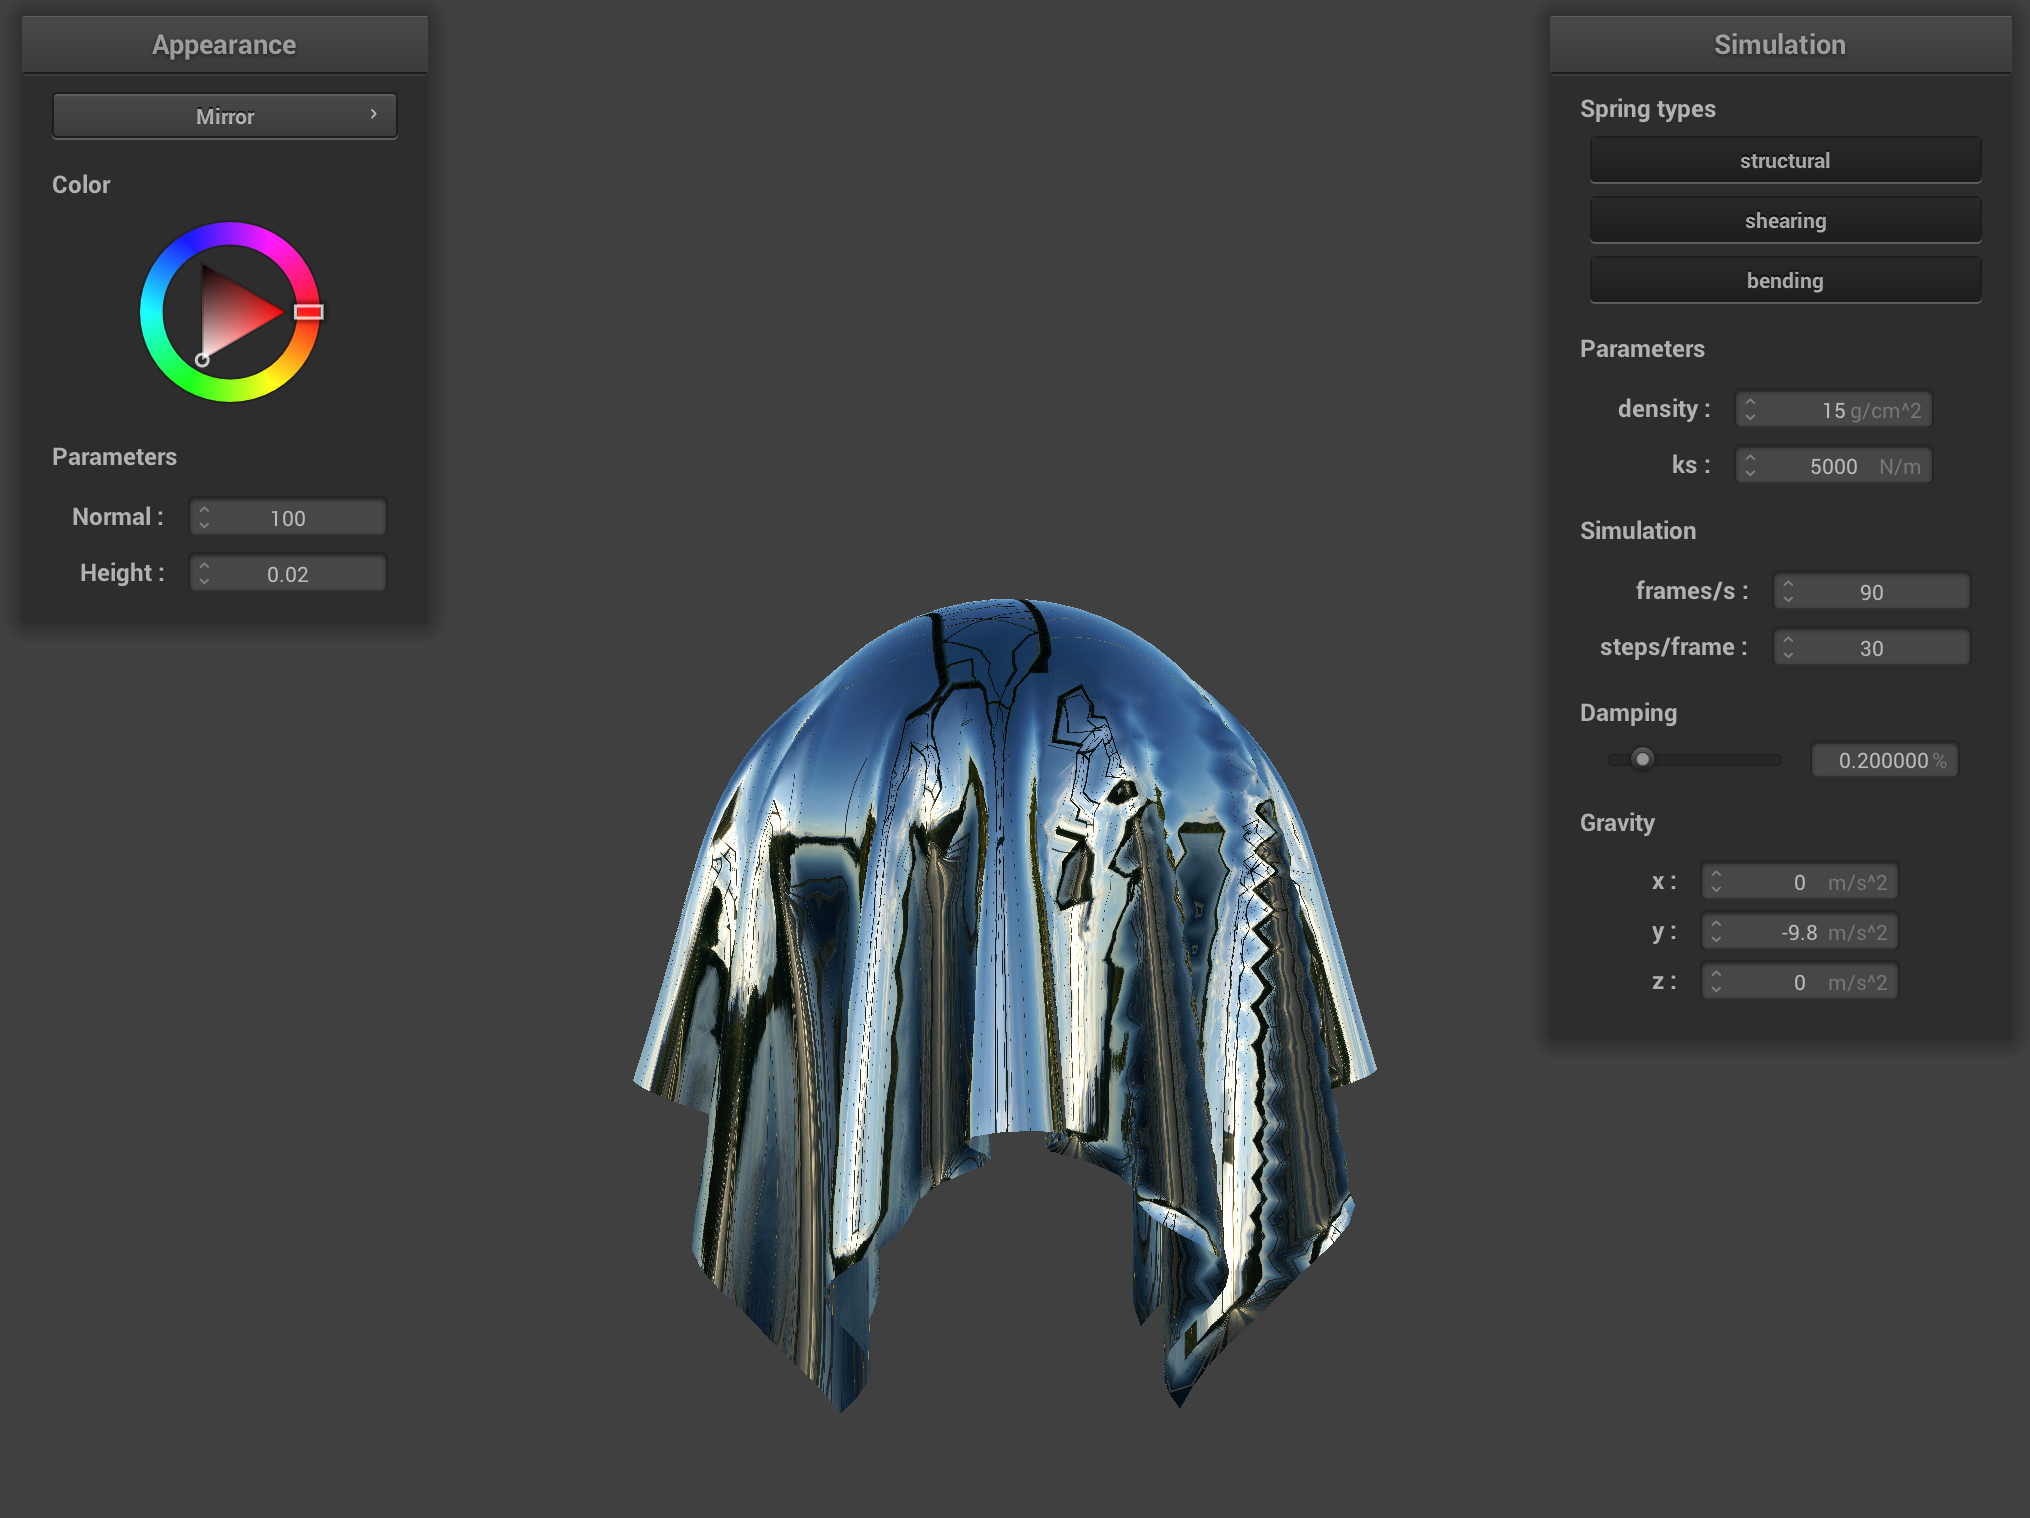 Appearance
Mirror
Color
Parameters
Normal : 100
Height : 0.02
Simulation
Spring types
structural
shearing
bending
Parameters
density : 15 g/cm^2
ks : 5000 N/m
Simulation
frames/s : 90
steps/frame : 30
Damping
0.200000 %
Gravity
x : 0 m/s^2
y : -9.8 m/s^2
z : 0 m/s^2